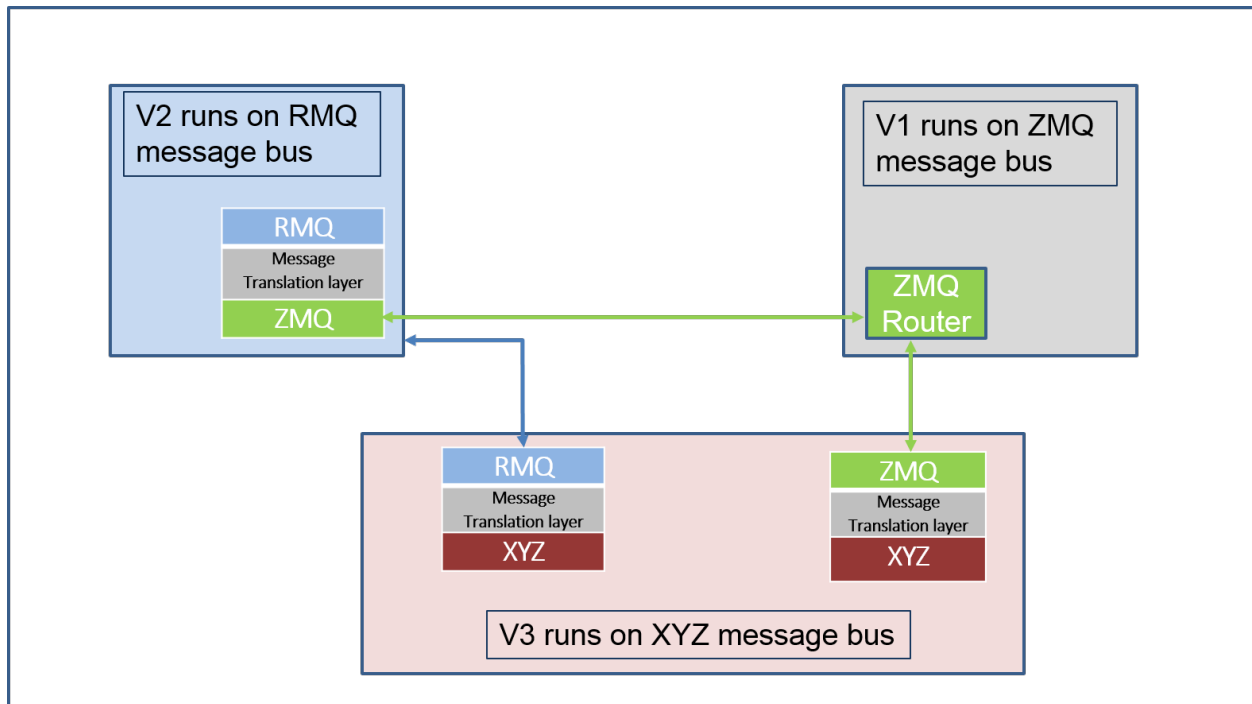 V2 runs on RMQ
message bus
RMQ
Message
Translation layer
ZMQ
V1 runs on ZMQ
message bus
ZMQ
Router
RMQ
Message
Translation layer
XYZ
ZMQ
Message
Translation layer
XYZ
V3 runs on XYZ message bus